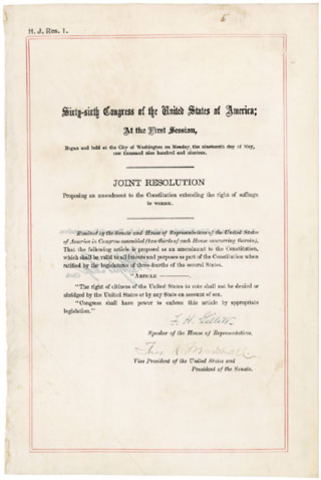 H. J. Res. 1.
Sixty-sixth Congress of the United States of America;
At the First Session,
Begun and held at the City of Washington on Monday, the nineteenth day of May,
one thousand nine hundred and nineteen.
JOINT RESOLUTION
Proposing an amendment to the Constitution extending the right of suffrage
to women.
Resolved by the Senate and House of Representatives of the United States
of America in Congress assembled (two-thirds of each House concurring therein),
That the following article is proposed as an amendment to the Constitution,
which shall be valid to all intents and purposes as part of the Constitution when
ratified by the legislatures of three-fourths of the several States.
"ARTICLE ————.
"The right of citizens of the United States to vote shall not be denied or
abridged by the United States or by any State on account of sex.
"Congress shall have power to enforce this article by appropriate
legislation."
F. H. Gillett
Speaker of the House of Representatives.
Thos. R. Marshall
Vice President of the United States and
President of the Senate.